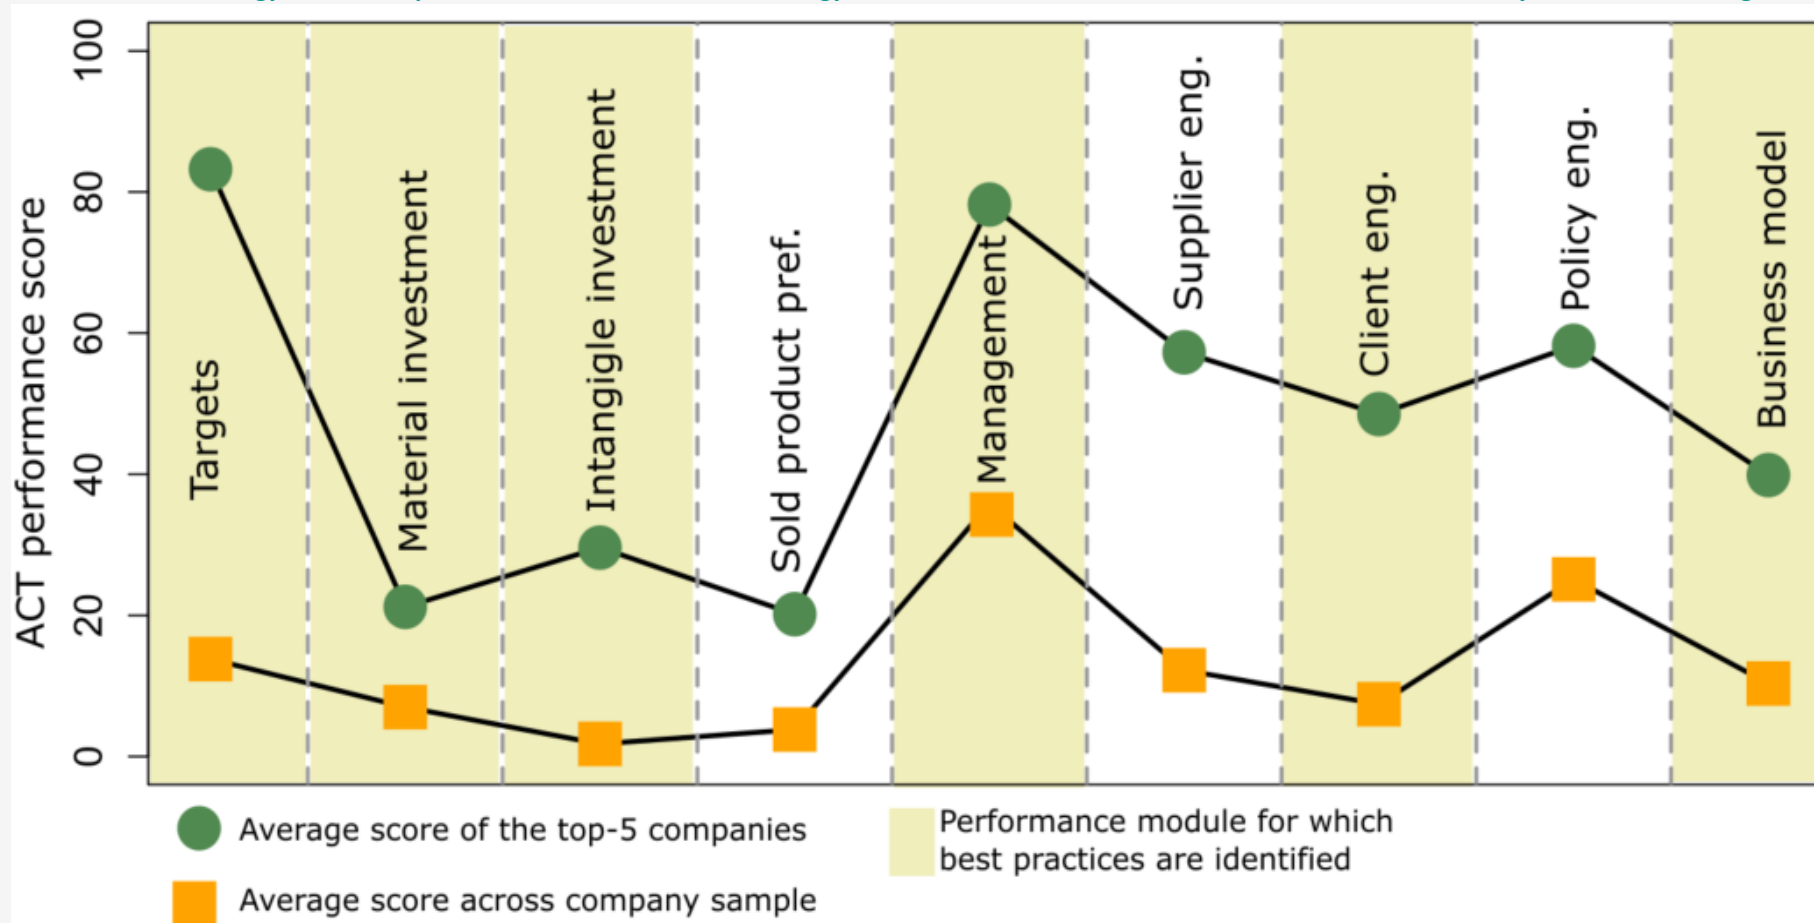 ACT performance score
100
80
60
40
20
0
Targets
Material investment
Intangigle investment
Sold product pref.
Management
Supplier eng.
Client eng.
Policy eng.
Business model
Average score of the top-5 companies
Average score across company sample
Performance module for which
best practices are identified